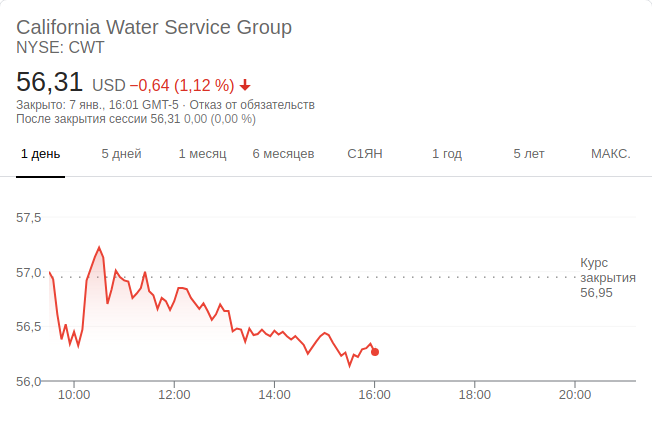 California Water Service Group
NYSE: CWT
56,31 USD −0,64 (1,12 %)
Закрыто: 7 янв., 16:01 GMT-5 · Отказ от обязательств
После закрытия сессии 56,31 0,00 (0,00 %)
1 день 5 дней 1 месяц 6 месяцев С1ЯН 1 год 5 лет МАКС.
57,5
57,0
56,5
56,0
Курс
закрытия
56,95
10:00 12:00 14:00 16:00 18:00 20:00